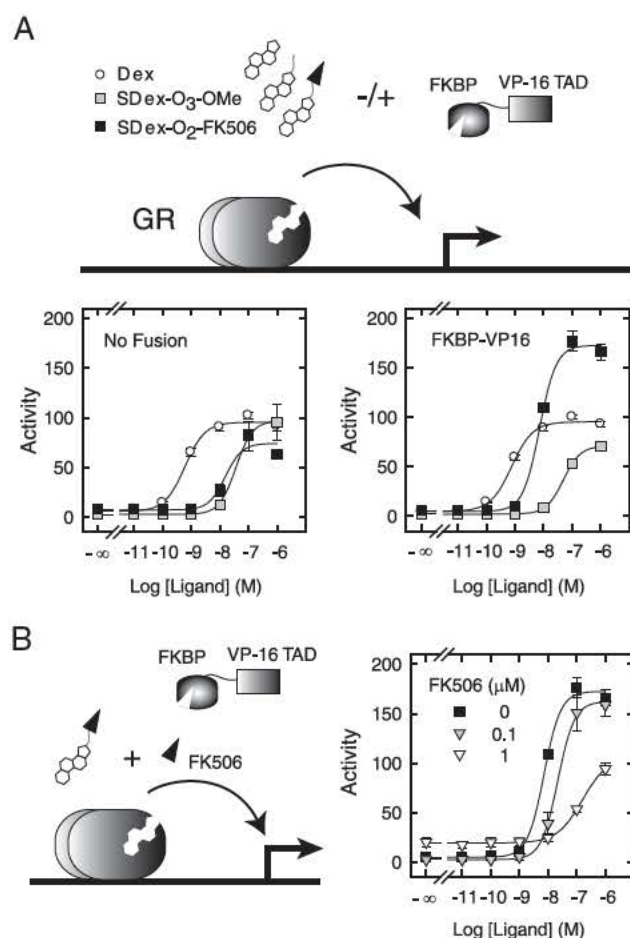 A
Dex
SDex-O3-OMe
SDex-O2-FK506
-/+
FKBP
VP-16 TAD
GR
No Fusion
Activity
200
150
100
50
0
- ∞ -11 -10 -9 -8 -7 -6
Log [Ligand] (M)
FKBP-VP16
Activity
200
150
100
50
0
- ∞ -11 -10 -9 -8 -7 -6
Log [Ligand] (M)
B
FKBP
VP-16 TAD
+
FK506
FK506 (μM)
0
0.1
1
Activity
200
150
100
50
0
- ∞ -11 -10 -9 -8 -7 -6
Log [Ligand] (M)